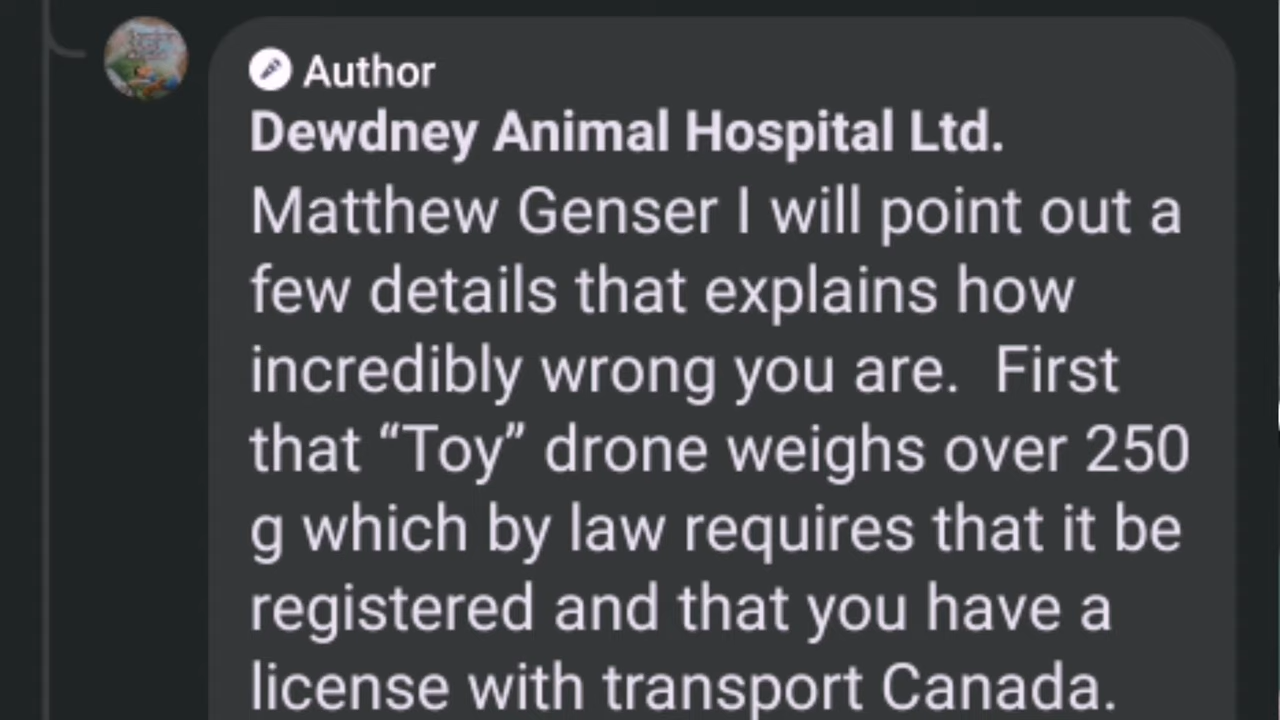 Author
Dewdney Animal Hospital Ltd.
Matthew Genser I will point out a
few details that explains how
incredibly wrong you are.  First
that “Toy” drone weighs over 250
g which by law requires that it be
registered and that you have a
license with transport Canada.